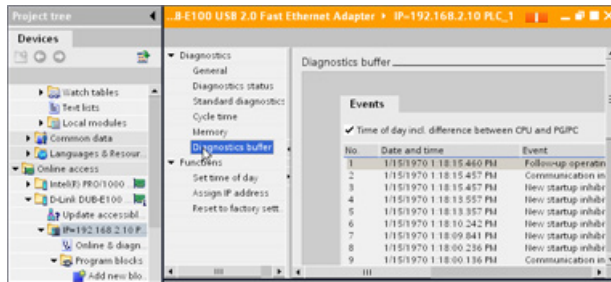 Project tree
Devices
Watch tables
Text lists
Local modules
Common data
Languages & Resour...
Online access
Intel(R) PRO/1000
D-Link DUB-E100
Update accessibl...
IP=192.168.2.10 P...
Online & diagn...
Program blocks
Add new blo...
...B-E100 USB 2.0 Fast Ethernet Adapter ▸ IP=192.168.2.10 PLC_1
Diagnostics
General
Diagnostics status
Standard diagnostics
Cycle time
Memory
Diagnostics buffer
Functions
Set time of day
Assign IP address
Reset to factory sett...
Diagnostics buffer
Events
Time of day incl. difference between CPU and PG/PC
No. Date and time Event
1 1/15/1970 1:18:15.460 PM Follow-up operatin
2 1/15/1970 1:18:15.457 PM Communication in
3 1/15/1970 1:18:15.457 PM New startup inhibi
4 1/15/1970 1:18:13.557 PM New startup inhibi
5 1/15/1970 1:18:13.357 PM New startup inhibi
6 1/15/1970 1:18:10.242 PM New startup inhibi
7 1/15/1970 1:18:09.841 PM New startup inhibi
8 1/15/1970 1:18:00.236 PM New startup inhibi
9 1/15/1970 1:18:00.136 PM Communication in